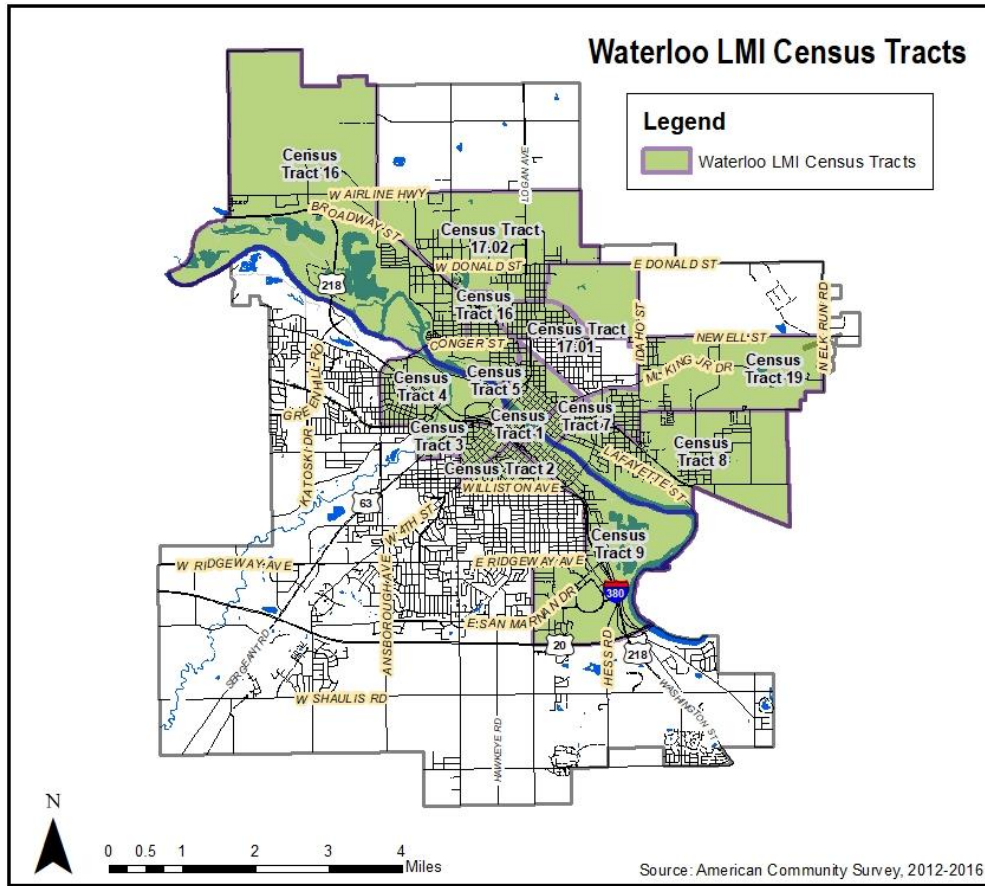 Waterloo LMI Census Tracts
Legend
Waterloo LMI Census Tracts
Census
Tract 16
LOGAN AVE
W AIRLINE HWY
BROADWAY ST
Census Tract
17.02
W DONALD ST
E DONALD ST
218
Census
Tract 16
Census Tract
17.01
IDAHO ST
NEWELL ST
N ELK RUN RD
CONGER ST
M L KING JR DR
Census
Tract 19
GREENHILL RD
Census
Tract 4
Census
Tract 5
Census
Tract 7
Census
Tract 1
Census
Tract 3
Census
Tract 8
KATOSKI DR
Census Tract 2
LAFAYETTE ST
WILLISTON AVE
63
W 4TH ST
Census
Tract 9
W RIDGEWAY AVE
E RIDGEWAY AVE
ANSBOROUGH AVE
E SAN MARNAN DR
380
SERGEANT RD
20
HESS RD
218
W SHAULIS RD
WASHINGTON ST
HAWKEYE RD
N
0 0.5 1 2 3 4
Miles
Source: American Community Survey, 2012-2016